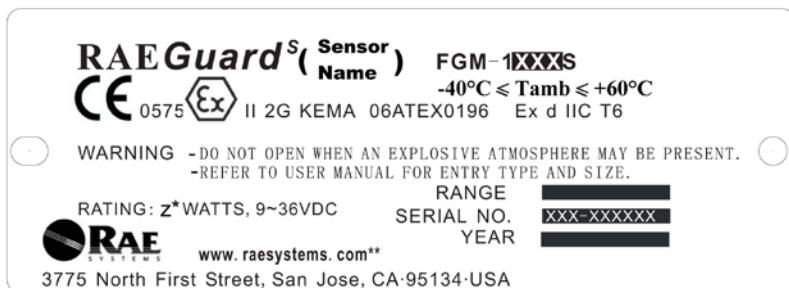 RAEGuard S ( Sensor Name ) FGM-1XXXS
-40°C ≤ Tamb ≤ +60°C
CE 0575 Ex II 2G KEMA 06ATEX0196 Ex d IIC T6
WARNING -DO NOT OPEN WHEN AN EXPLOSIVE ATMOSPHERE MAY BE PRESENT.
-REFER TO USER MANUAL FOR ENTRY TYPE AND SIZE.
RANGE
RATING: z* WATTS, 9~36VDC
SERIAL NO. XXX-XXXXXX
YEAR
RAE
SYSTEMS
www.raesystems.com**
3775 North First Street, San Jose, CA·95134·USA